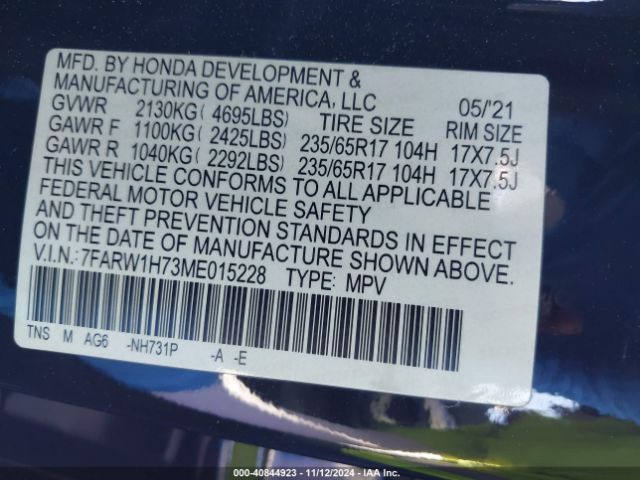 MFD. BY HONDA DEVELOPMENT &
MANUFACTURING OF AMERICA, LLC 05/'21
GVWR 2130KG( 4695LBS) TIRE SIZE RIM SIZE
GAWR F 1100KG( 2425LBS) 235/65R17 104H 17X7.5J
GAWR R 1040KG( 2292LBS) 235/65R17 104H 17X7.5J
THIS VEHICLE CONFORMS TO ALL APPLICABLE
FEDERAL MOTOR VEHICLE SAFETY
AND THEFT PREVENTION STANDARDS IN EFFECT
ON THE DATE OF MANUFACTURE SHOWN ABOVE.
V.I.N.: 7FARW1H73ME015228 TYPE: MPV
TNS M AG6 -NH731P -A -E
000-40844923 - 11/12/2024 - IAA Inc.